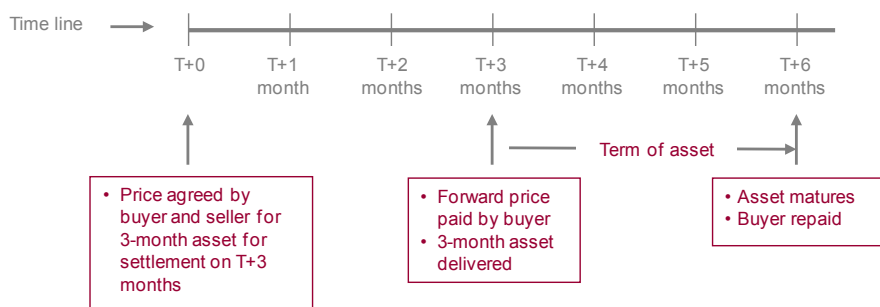 Time line
T+0
T+1
month
T+2
months
T+3
months
T+4
months
T+5
months
T+6
months
Term of asset
• Price agreed by
buyer and seller for
3-month asset for
settlement on T+3
months
• Forward price
paid by buyer
• 3-month asset
delivered
• Asset matures
• Buyer repaid